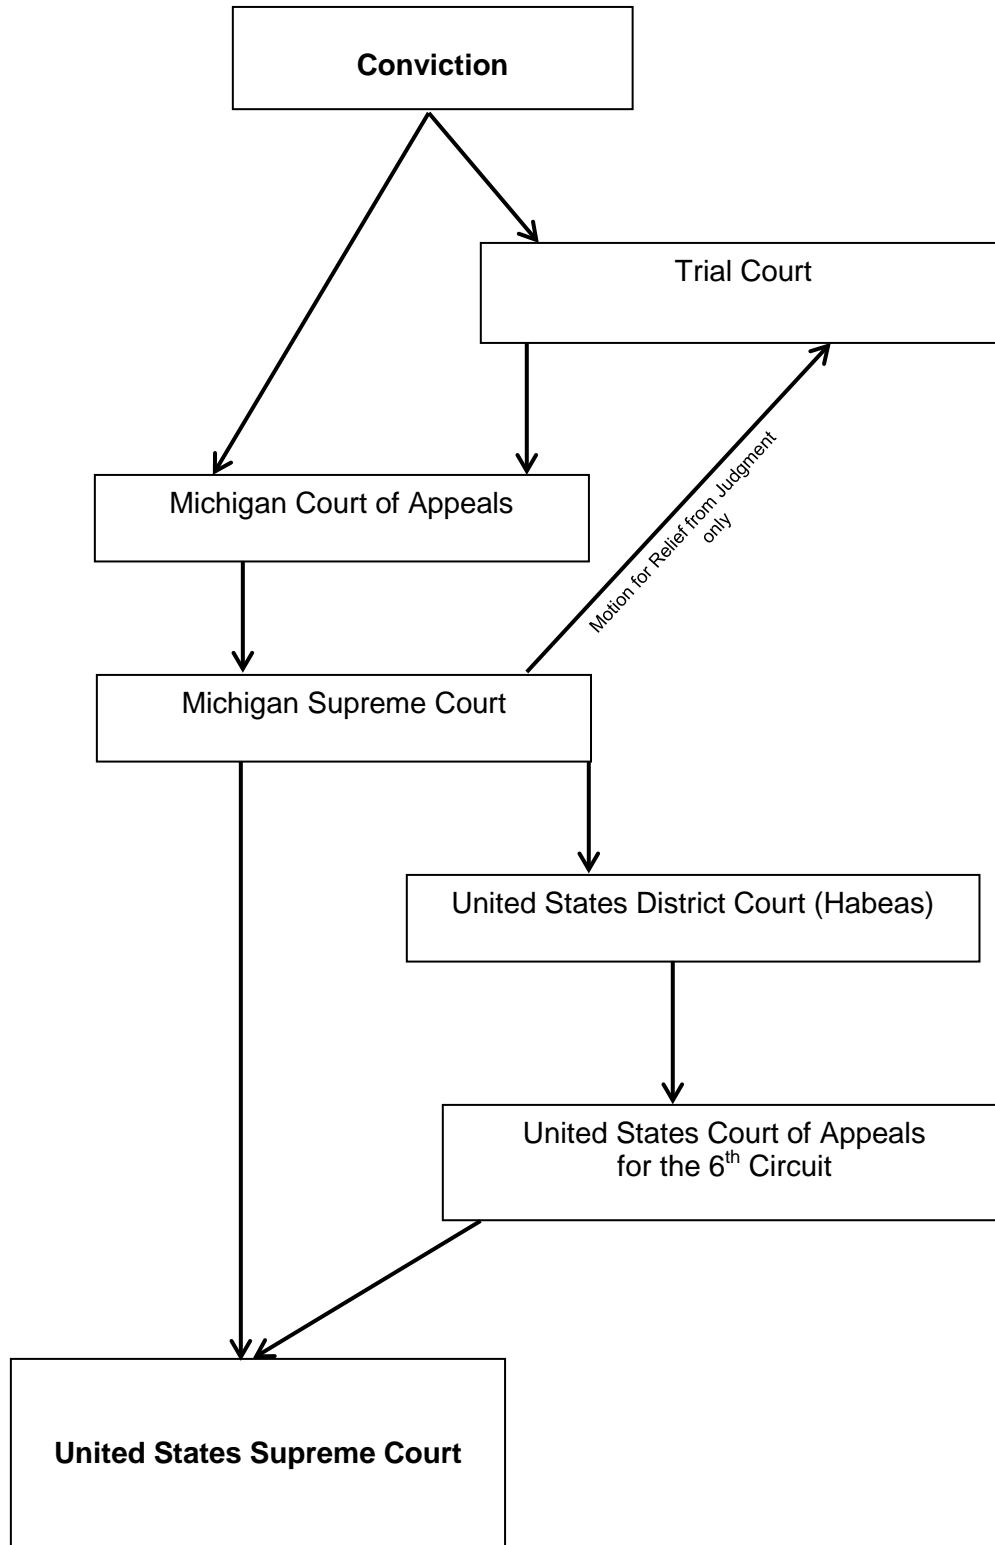 Conviction
Trial Court
Michigan Court of Appeals
Motion for Relief from Judgment
only
Michigan Supreme Court
United States District Court (Habeas)
United States Court of Appeals
for the 6th Circuit
United States Supreme Court